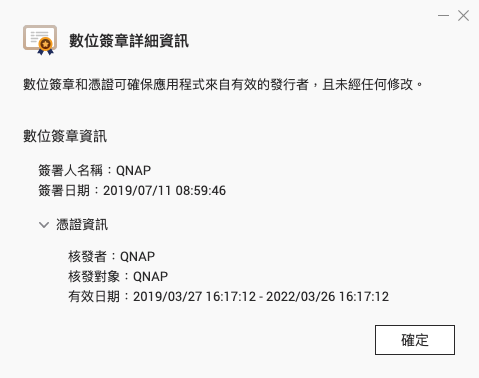 數位簽章詳細資訊
數位簽章和憑證可確保應用程式來自有效的發行者，且未經任何修改。
數位簽章資訊
簽署人名稱：QNAP
簽署日期：2019/07/11 08:59:46
憑證資訊
核發者：QNAP
核發對象：QNAP
有效日期：2019/03/27 16:17:12 - 2022/03/26 16:17:12
確定